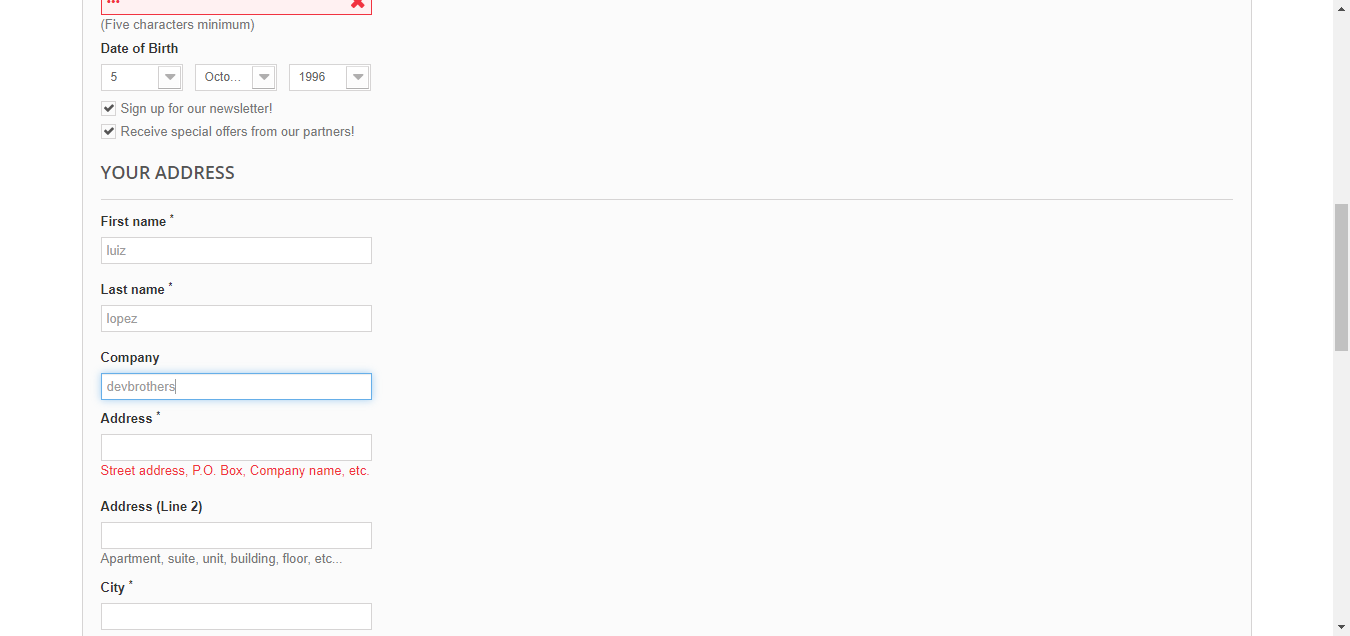 •••
(Five characters minimum)
Date of Birth
5 Octo... 1996
Sign up for our newsletter!
Receive special offers from our partners!
YOUR ADDRESS
First name *
luiz
Last name *
lopez
Company
devbrothers
Address *
Street address, P.O. Box, Company name, etc.
Address (Line 2)
Apartment, suite, unit, building, floor, etc...
City *